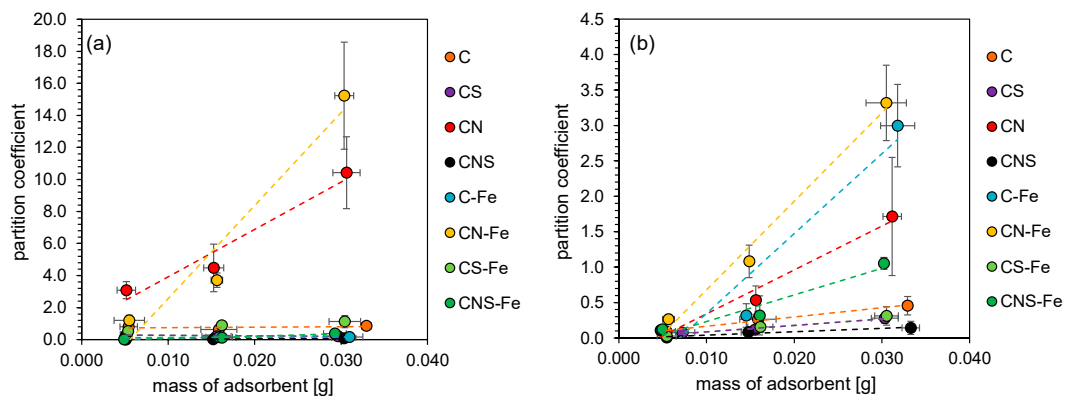 (a)
partition coefficient
20.0
18.0
16.0
14.0
12.0
10.0
8.0
6.0
4.0
2.0
0.0
0.000 0.010 0.020 0.030 0.040
mass of adsorbent [g]
C
CS
CN
CNS
C-Fe
CN-Fe
CS-Fe
CNS-Fe
(b)
partition coefficient
4.5
4.0
3.5
3.0
2.5
2.0
1.5
1.0
0.5
0.0
0.000 0.010 0.020 0.030 0.040
mass of adsorbent [g]
C
CS
CN
CNS
C-Fe
CN-Fe
CS-Fe
CNS-Fe